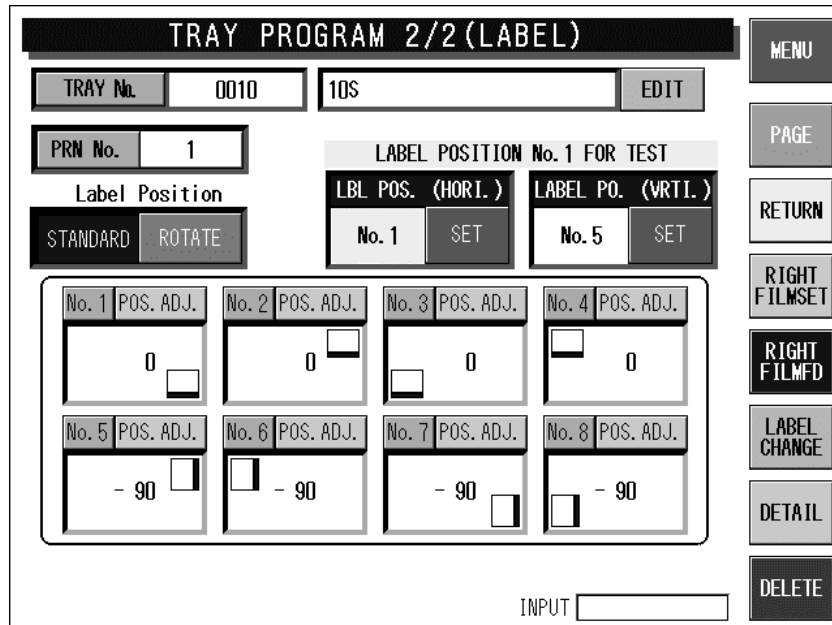 TRAY PROGRAM 2/2(LABEL)
MENU
TRAY No. 0010 10S EDIT
PAGE
PRN No. 1
LABEL POSITION No.1 FOR TEST
Label Position
LBL POS. (HORI.) LABEL PO. (VRTI.)
RETURN
STANDARD ROTATE
No.1 SET No.5 SET
RIGHT
FILMSET
No.1 POS.ADJ. No.2 POS.ADJ. No.3 POS.ADJ. No.4 POS.ADJ.
0 0 0 0
RIGHT
FILMFD
No.5 POS.ADJ. No.6 POS.ADJ. No.7 POS.ADJ. No.8 POS.ADJ.
LABEL
CHANGE
- 90 - 90 - 90 - 90
DETAIL
DELETE
INPUT